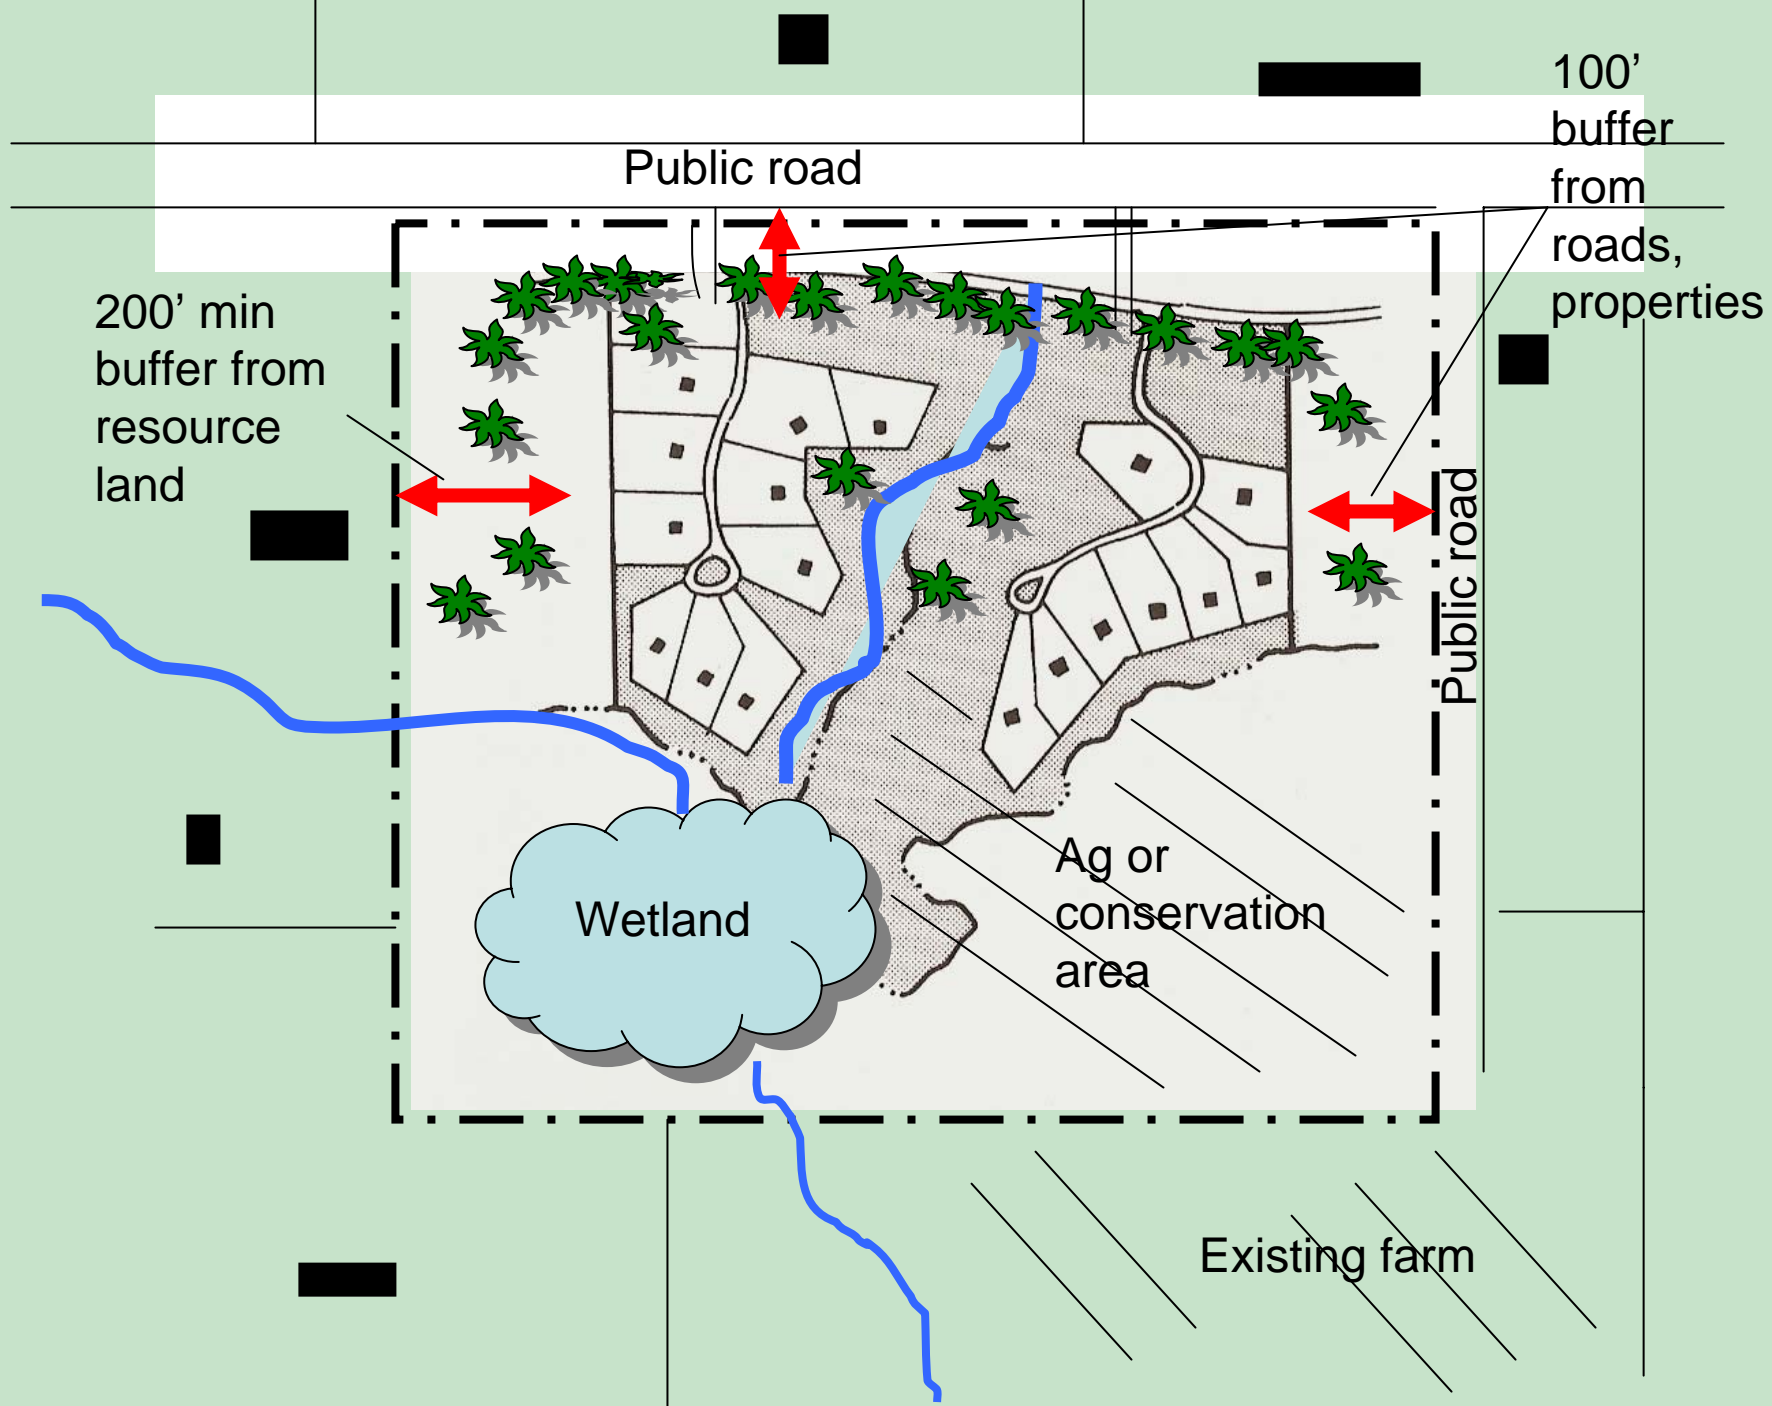 100’
buffer
from
roads,
properties
Public road
200’ min
buffer from
resource
land
Public road
Ag or
conservation
area
Wetland
Existing farm